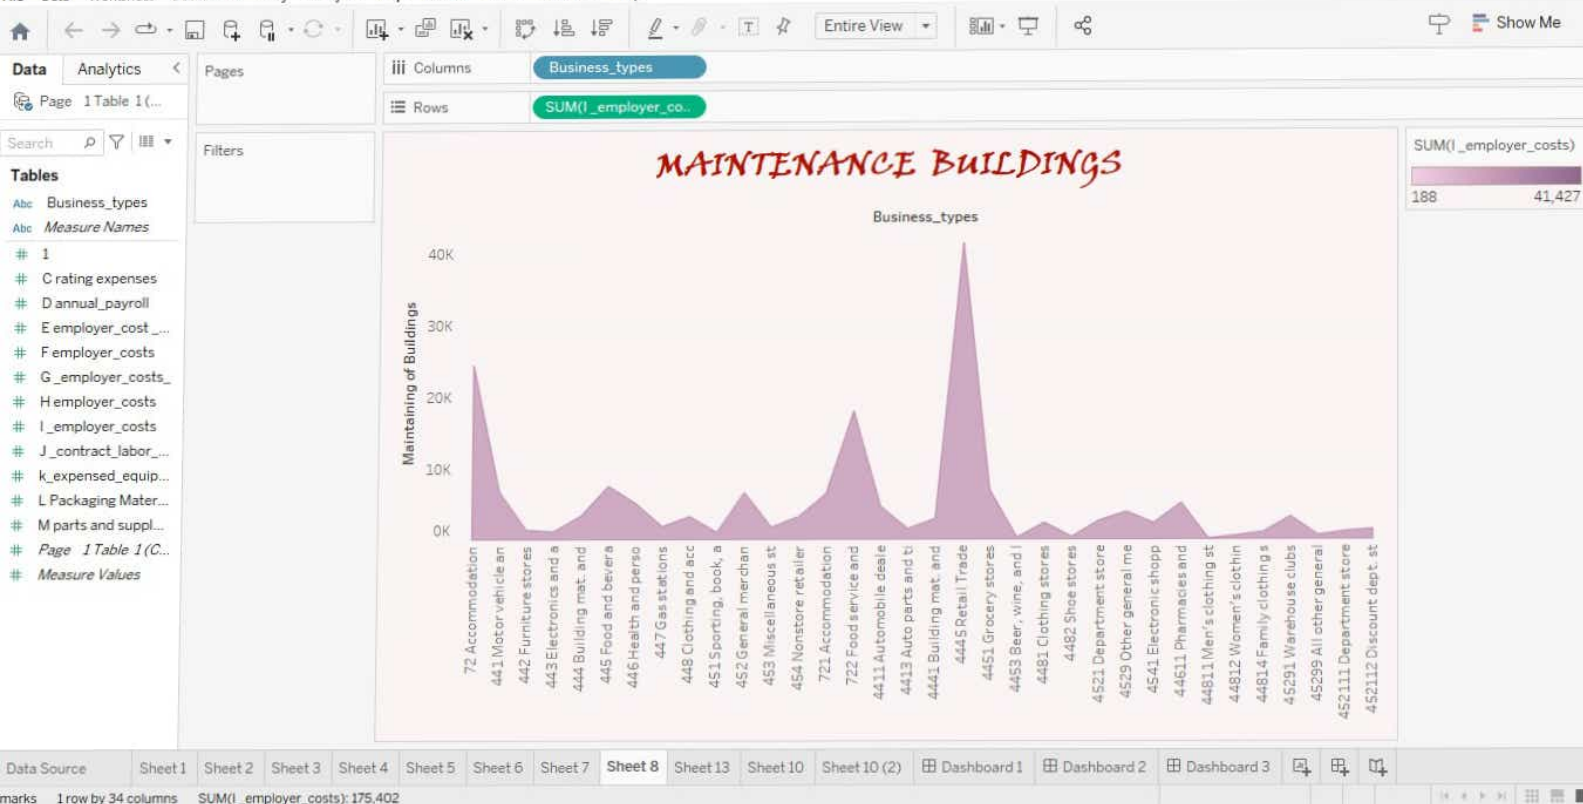 Entire View
Show Me
Data
Analytics
Pages
iii Columns
Business_types
Page 1 Table 1 (...
Rows
SUM(I_employer_co..
Search
Filters
MAINTENANCE BUILDINGS
SUM(I_employer_costs)
188
41,427
Tables
Abc Business_types
Abc Measure Names
# 1
# C rating expenses
# D annual_payroll
# E employer_cost_...
# F employer_costs
# G_employer_costs_
# H employer_costs
# I_employer_costs
# J_contract_labor_...
# k_expensed_equip...
# L Packaging Mater...
# M parts and suppl...
# Page 1 Table 1 (C...
# Measure Values
Business_types
Maintaining of Buildings
40K
30K
20K
10K
0K
72 Accommodation
441 Motor vehicle an
442 Furniture stores
443 Electronics and a
444 Building mat. and
445 Food and bevera
446 Health and perso
447 Gas stations
448 Clothing and acc
451 Sporting, book, a
452 General merchan
453 Miscellaneous st
454 Nonstore retailer
721 Accommodation
722 Food service and
4411 Automobile deale
4413 Auto parts and ti
4441 Building mat. and
4445 Retail Trade
4451 Grocery stores
4453 Beer, wine, and l
4481 Clothing stores
4482 Shoe stores
4521 Department store
4529 Other general me
4541 Electronic shopp
44611 Pharmacies and
44811 Men's clothing st
44812 Women's clothin
44814 Family clothing s
45291 Warehouse clubs
45299 All other general
452111 Department store
452112 Discount dept. st
Data Source
Sheet 1
Sheet 2
Sheet 3
Sheet 4
Sheet 5
Sheet 6
Sheet 7
Sheet 8
Sheet 13
Sheet 10
Sheet 10 (2)
Dashboard 1
Dashboard 2
Dashboard 3
marks 1 row by 34 columns SUM(I_employer_costs): 175,402